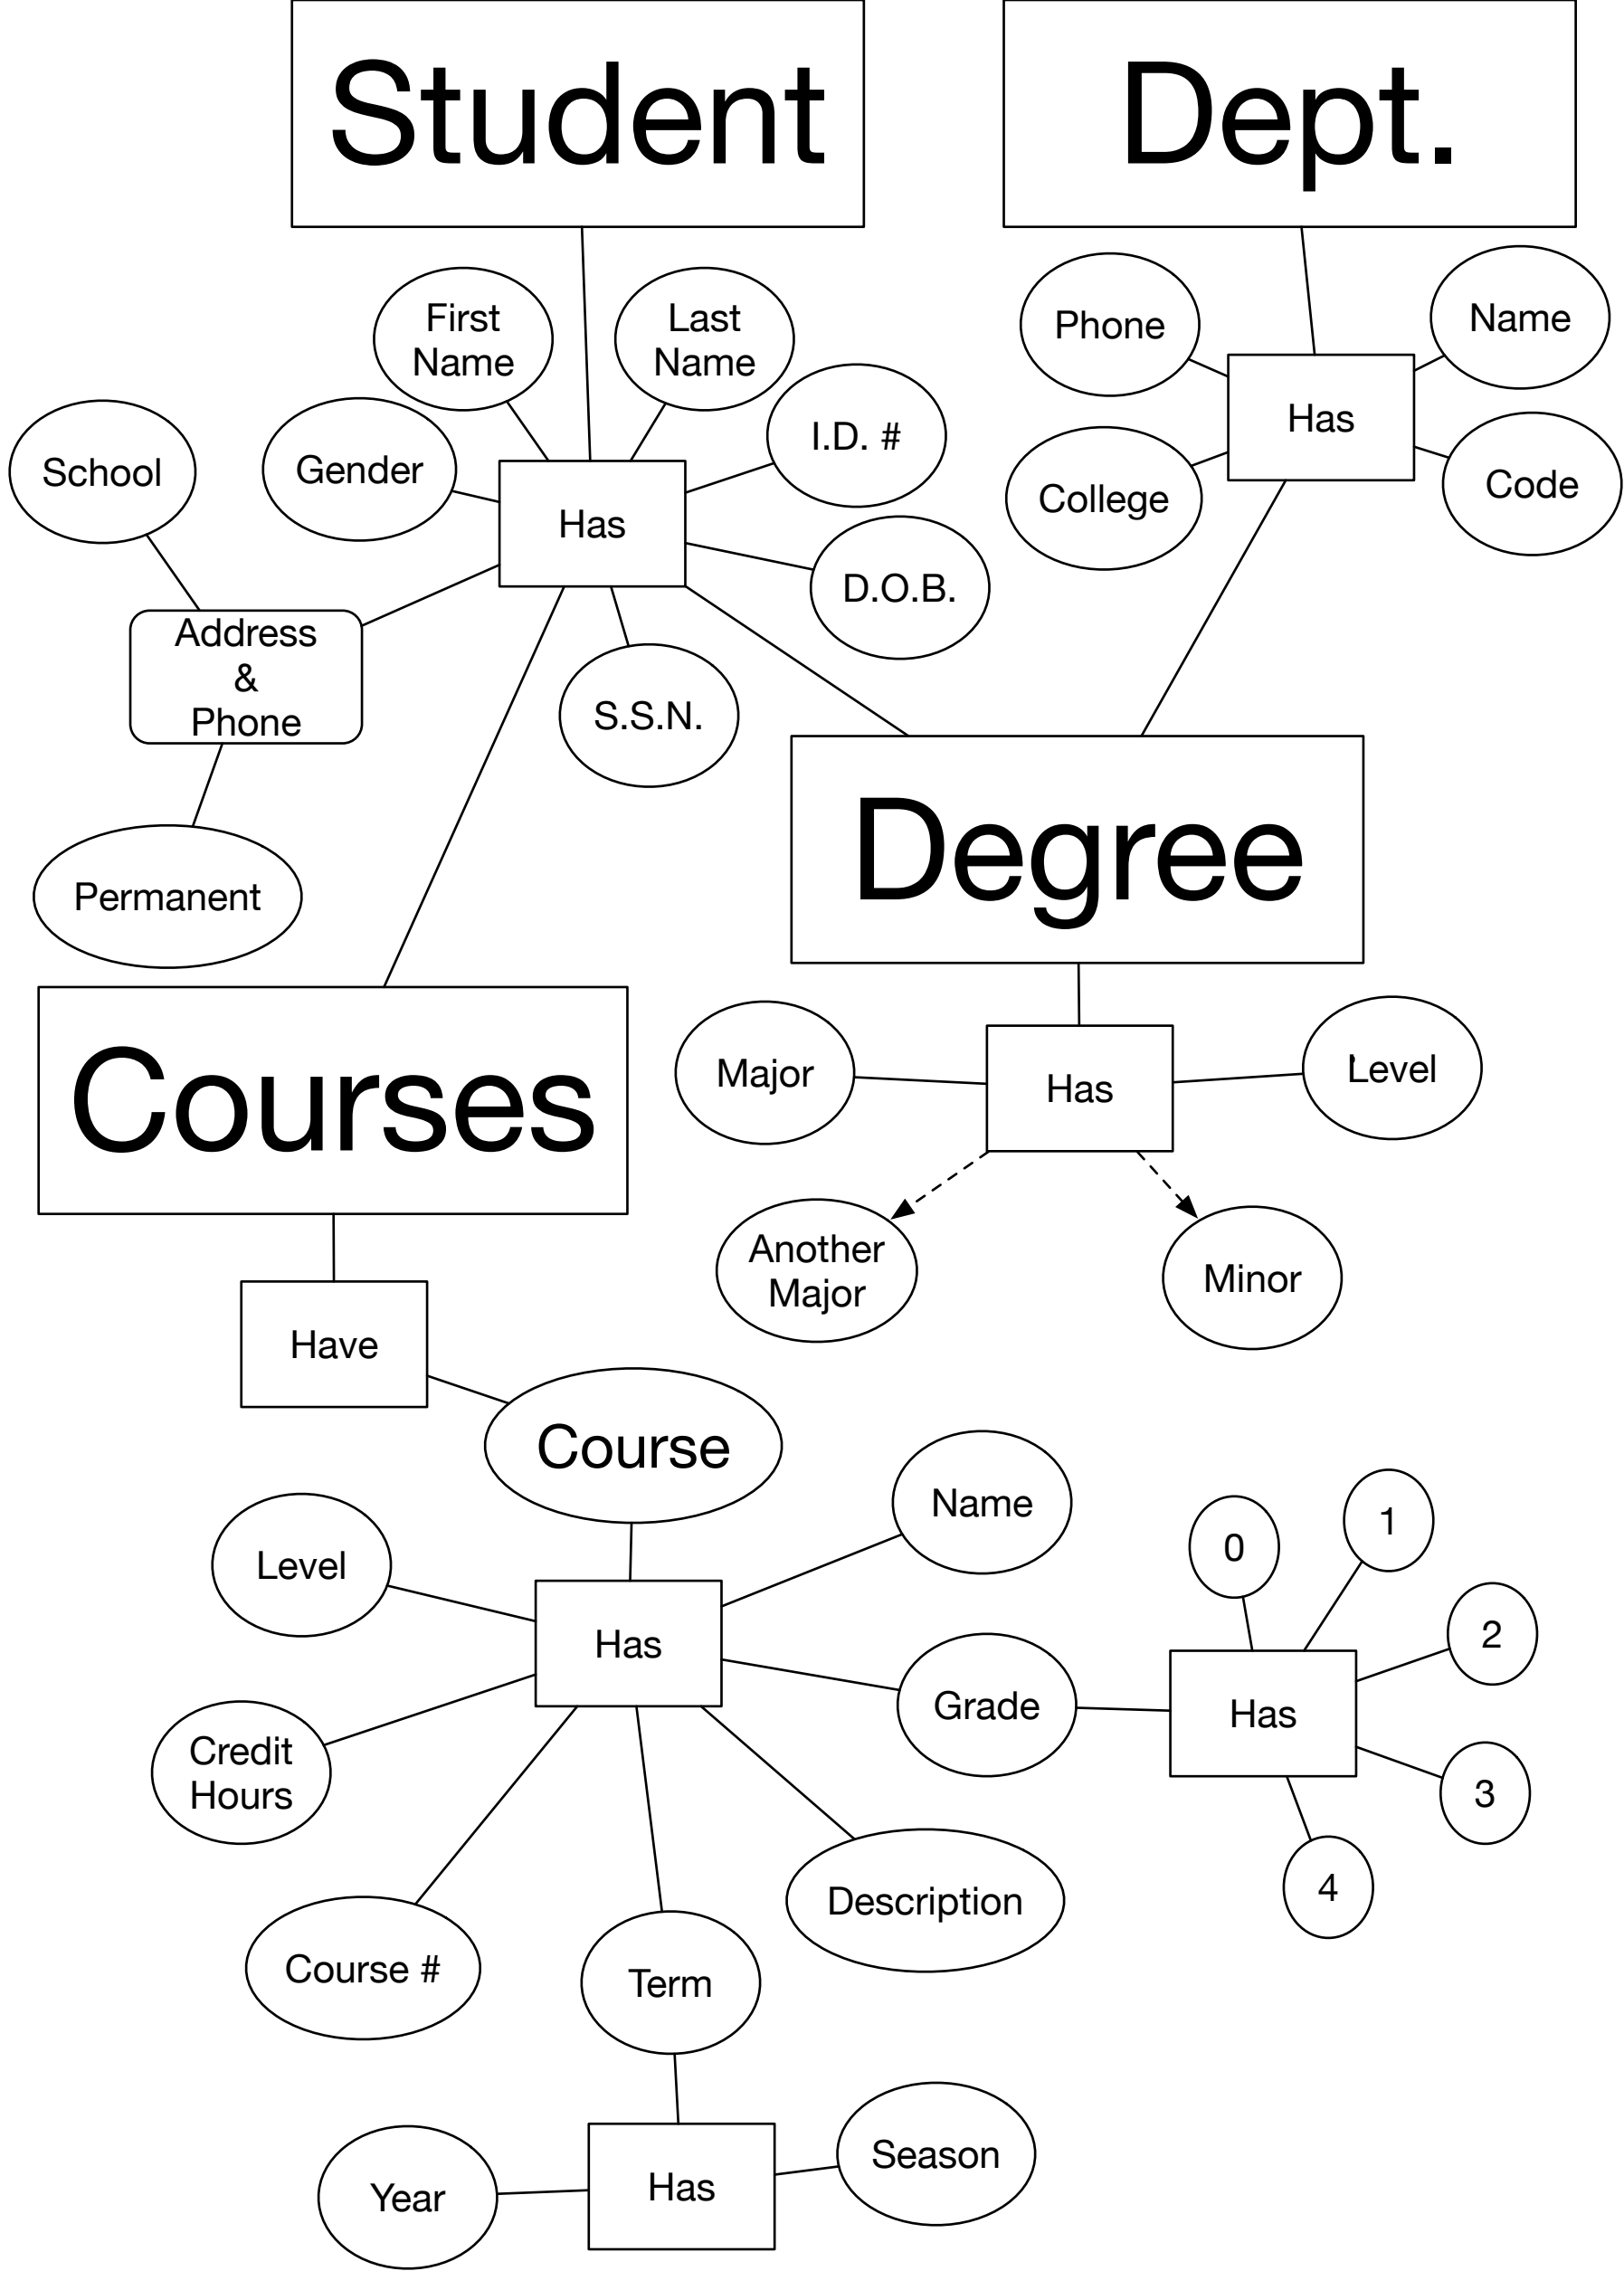 Student
Dept.
First
Name
Last
Name
Phone
Name
I.D. #
Has
School
Gender
Has
College
Code
D.O.B.
Address
&
Phone
S.S.N.
Permanent
Degree
Courses
Major
Has
Level
Another
Major
Minor
Have
Course
Name
0
1
Level
Has
2
Grade
Has
Credit
Hours
3
Description
4
Course #
Term
Season
Year
Has